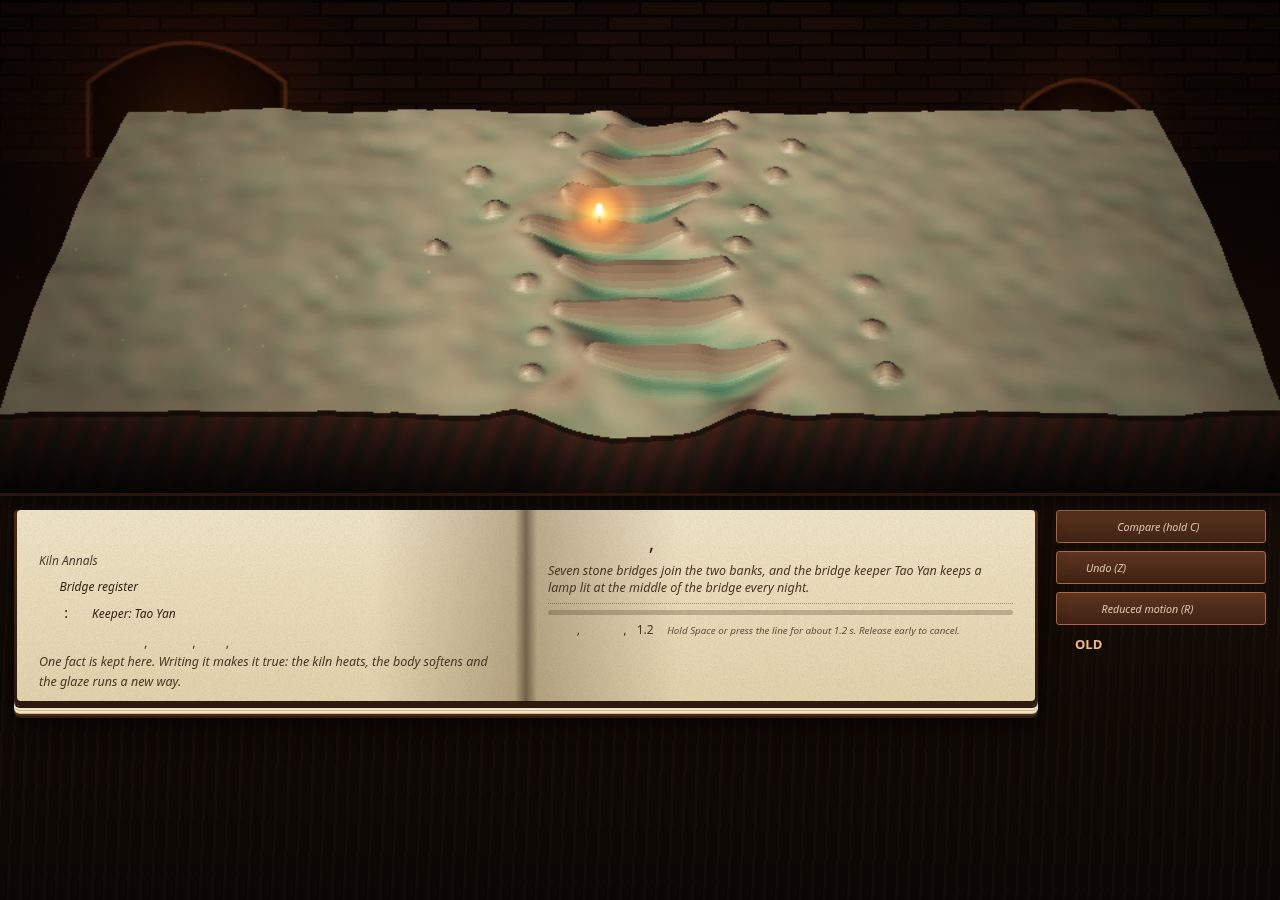 Kiln Annals
Bridge register
: Keeper: Tao Yan
, , ,
One fact is kept here. Writing it makes it true: the kiln heats, the body softens and
the glaze runs a new way.
,
Seven stone bridges join the two banks, and the bridge keeper Tao Yan keeps a
lamp lit at the middle of the bridge every night.
, , 1.2 Hold Space or press the line for about 1.2 s. Release early to cancel.
Compare (hold C)
Undo (Z)
Reduced motion (R)
OLD